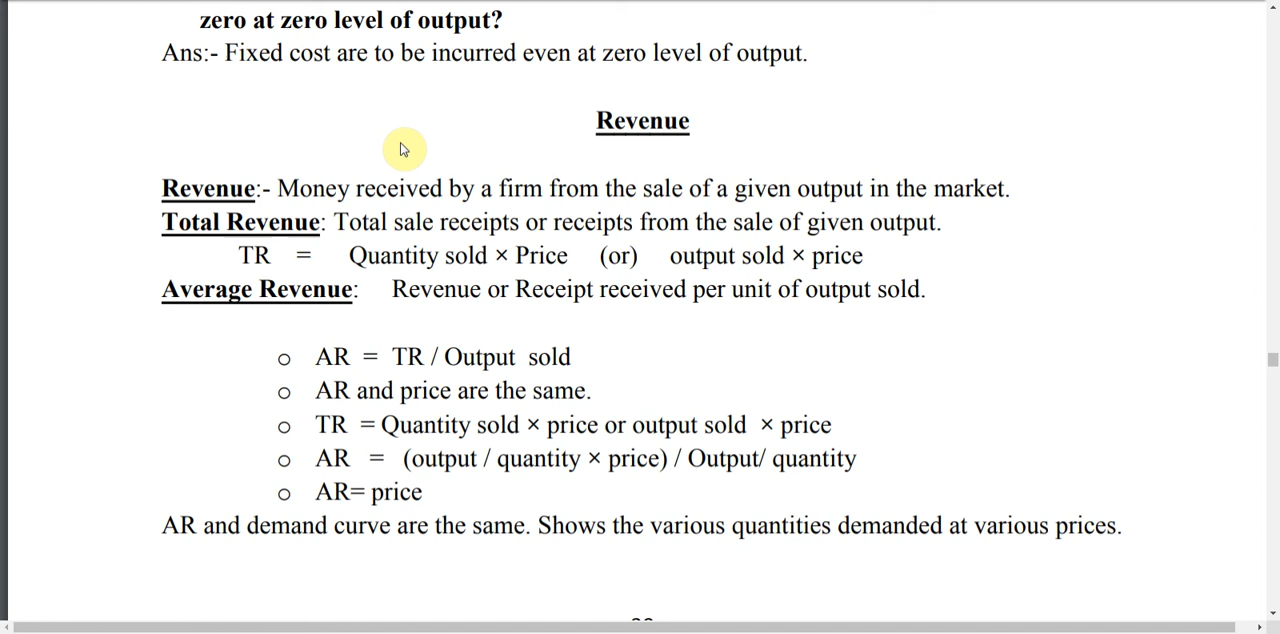 zero at zero level of output?
Ans:- Fixed cost are to be incurred even at zero level of output.
Revenue
Revenue:- Money received by a firm from the sale of a given output in the market.
Total Revenue: Total sale receipts or receipts from the sale of given output.
TR = Quantity sold × Price (or) output sold × price
Average Revenue: Revenue or Receipt received per unit of output sold.
o AR = TR / Output sold
o AR and price are the same.
o TR = Quantity sold × price or output sold × price
o AR = (output / quantity × price) / Output/ quantity
o AR= price
AR and demand curve are the same. Shows the various quantities demanded at various prices.